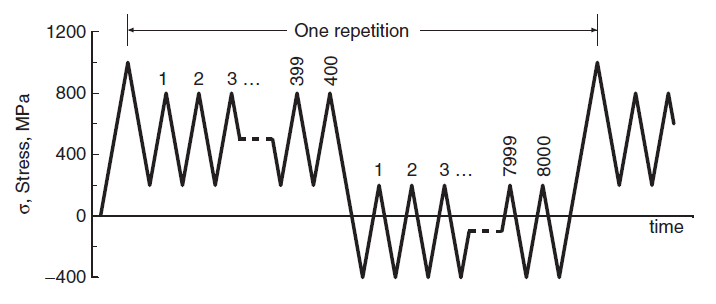 One repetition
1200
800
400
0
−400
σ, Stress, MPa
1 2 3 ... 399 400
1 2 3 ... 7999 8000
time